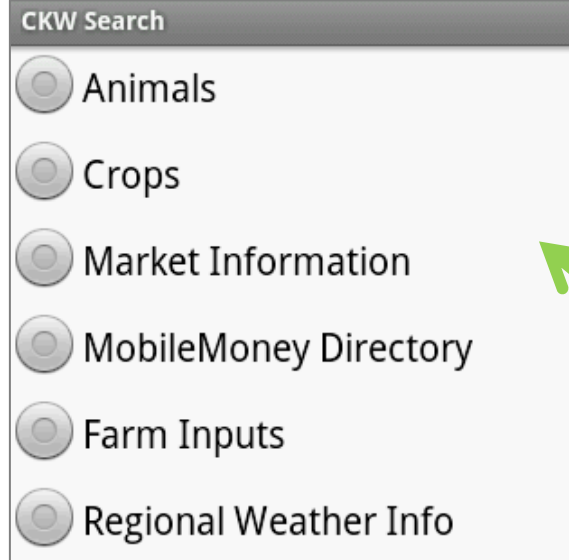 CKW Search
Animals
Crops
Market Information
MobileMoney Directory
Farm Inputs
Regional Weather Info